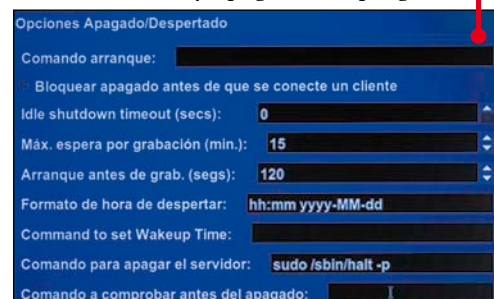 Opciones Apagado/Despertado
Comando arranque:
Bloquear apagado antes de que se conecte un cliente
Idle shutdown timeout (secs): 0
Máx. espera por grabación (min.): 15
Arranque antes de grab. (segs): 120
Formato de hora de despertar: hh:mm yyyy-MM-dd
Command to set Wakeup Time:
Comando para apagar el servidor: sudo /sbin/halt -p
Comando a comprobar antes del apagado: